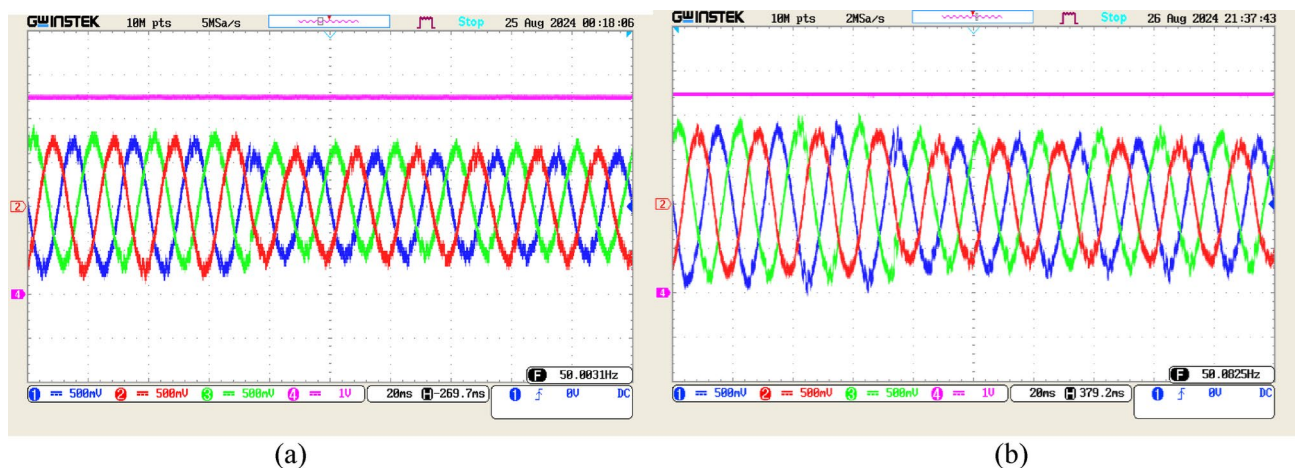 GWINSTEK 10M pts 5MSa/s Stop 25 Aug 2024 00:18:06
2
4
F 50.0031Hz
1 500mV 2 500mV 3 500mV 4 1V 20ms H -269.7ms 1 0V DC
(a)
GWINSTEK 10M pts 2MSa/s Stop 26 Aug 2024 21:37:43
2
4
F 50.0825Hz
1 500mV 2 500mV 3 500mV 4 1V 20ms H 379.2ms 1 0V DC
(b)